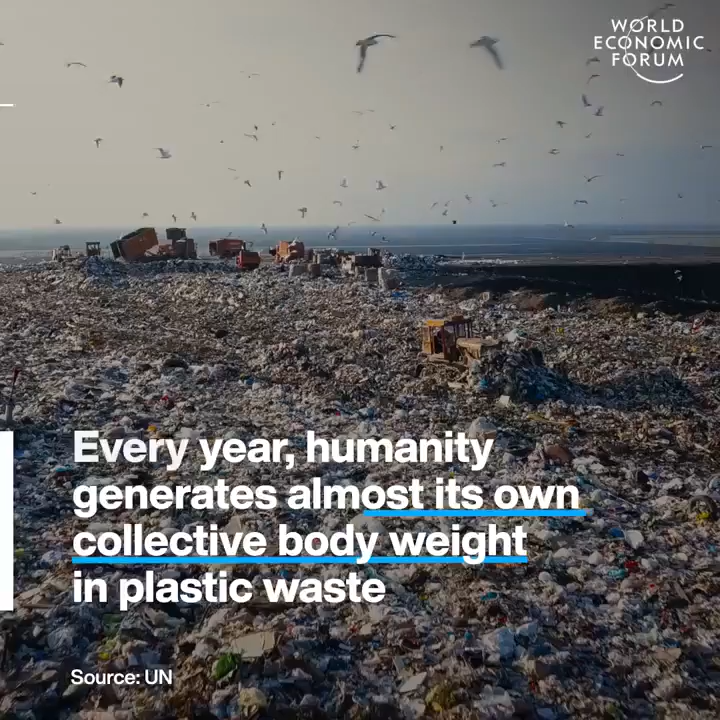 WORLD
ECONOMIC
FORUM
Every year, humanity
generates almost its own
collective body weight
in plastic waste
Source: UN